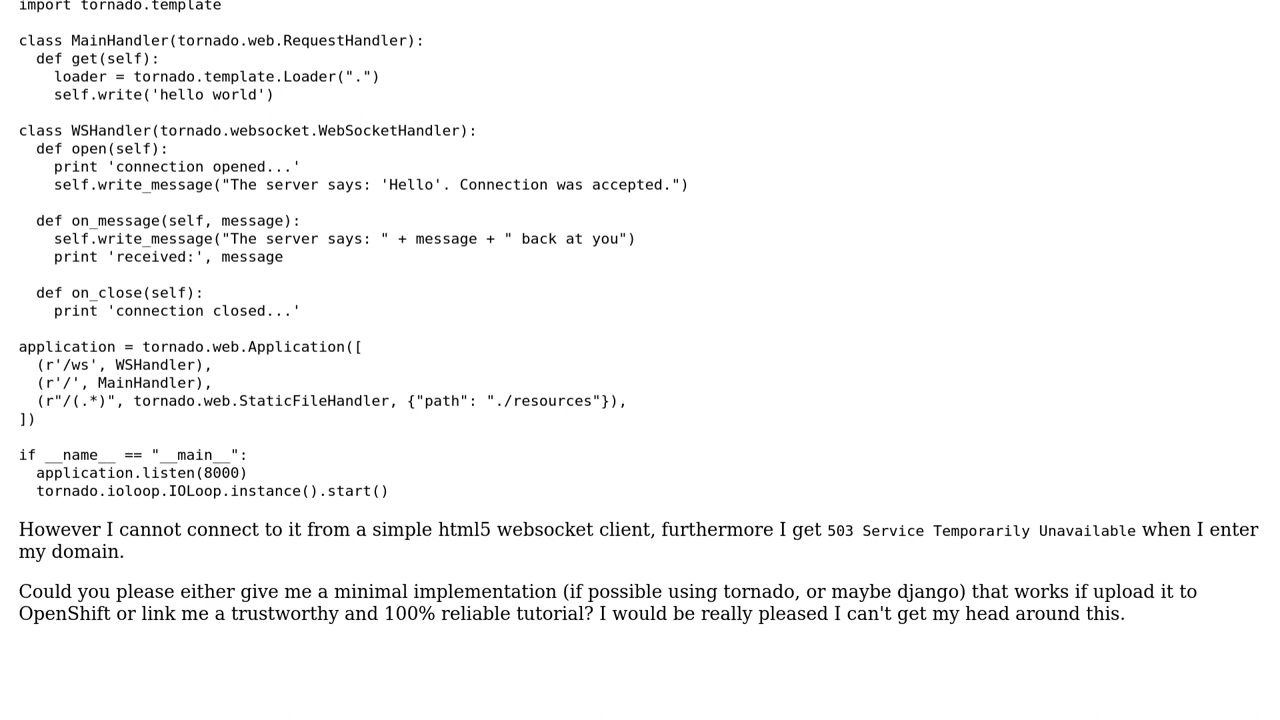 import tornado.template
class MainHandler(tornado.web.RequestHandler):
  def get(self):
    loader = tornado.template.Loader(".")
    self.write('hello world')
class WSHandler(tornado.websocket.WebSocketHandler):
  def open(self):
    print 'connection opened...'
    self.write_message("The server says: 'Hello'. Connection was accepted.")
  def on_message(self, message):
    self.write_message("The server says: " + message + " back at you")
    print 'received:', message
  def on_close(self):
    print 'connection closed...'
application = tornado.web.Application([
  (r'/ws', WSHandler),
  (r'/', MainHandler),
  (r"/(.*)", tornado.web.StaticFileHandler, {"path": "./resources"}),
])
if __name__ == "__main__":
  application.listen(8000)
  tornado.ioloop.IOLoop.instance().start()
However I cannot connect to it from a simple html5 websocket client, furthermore I get 503 Service Temporarily Unavailable when I enter
my domain.
Could you please either give me a minimal implementation (if possible using tornado, or maybe django) that works if upload it to
OpenShift or link me a trustworthy and 100% reliable tutorial? I would be really pleased I can't get my head around this.